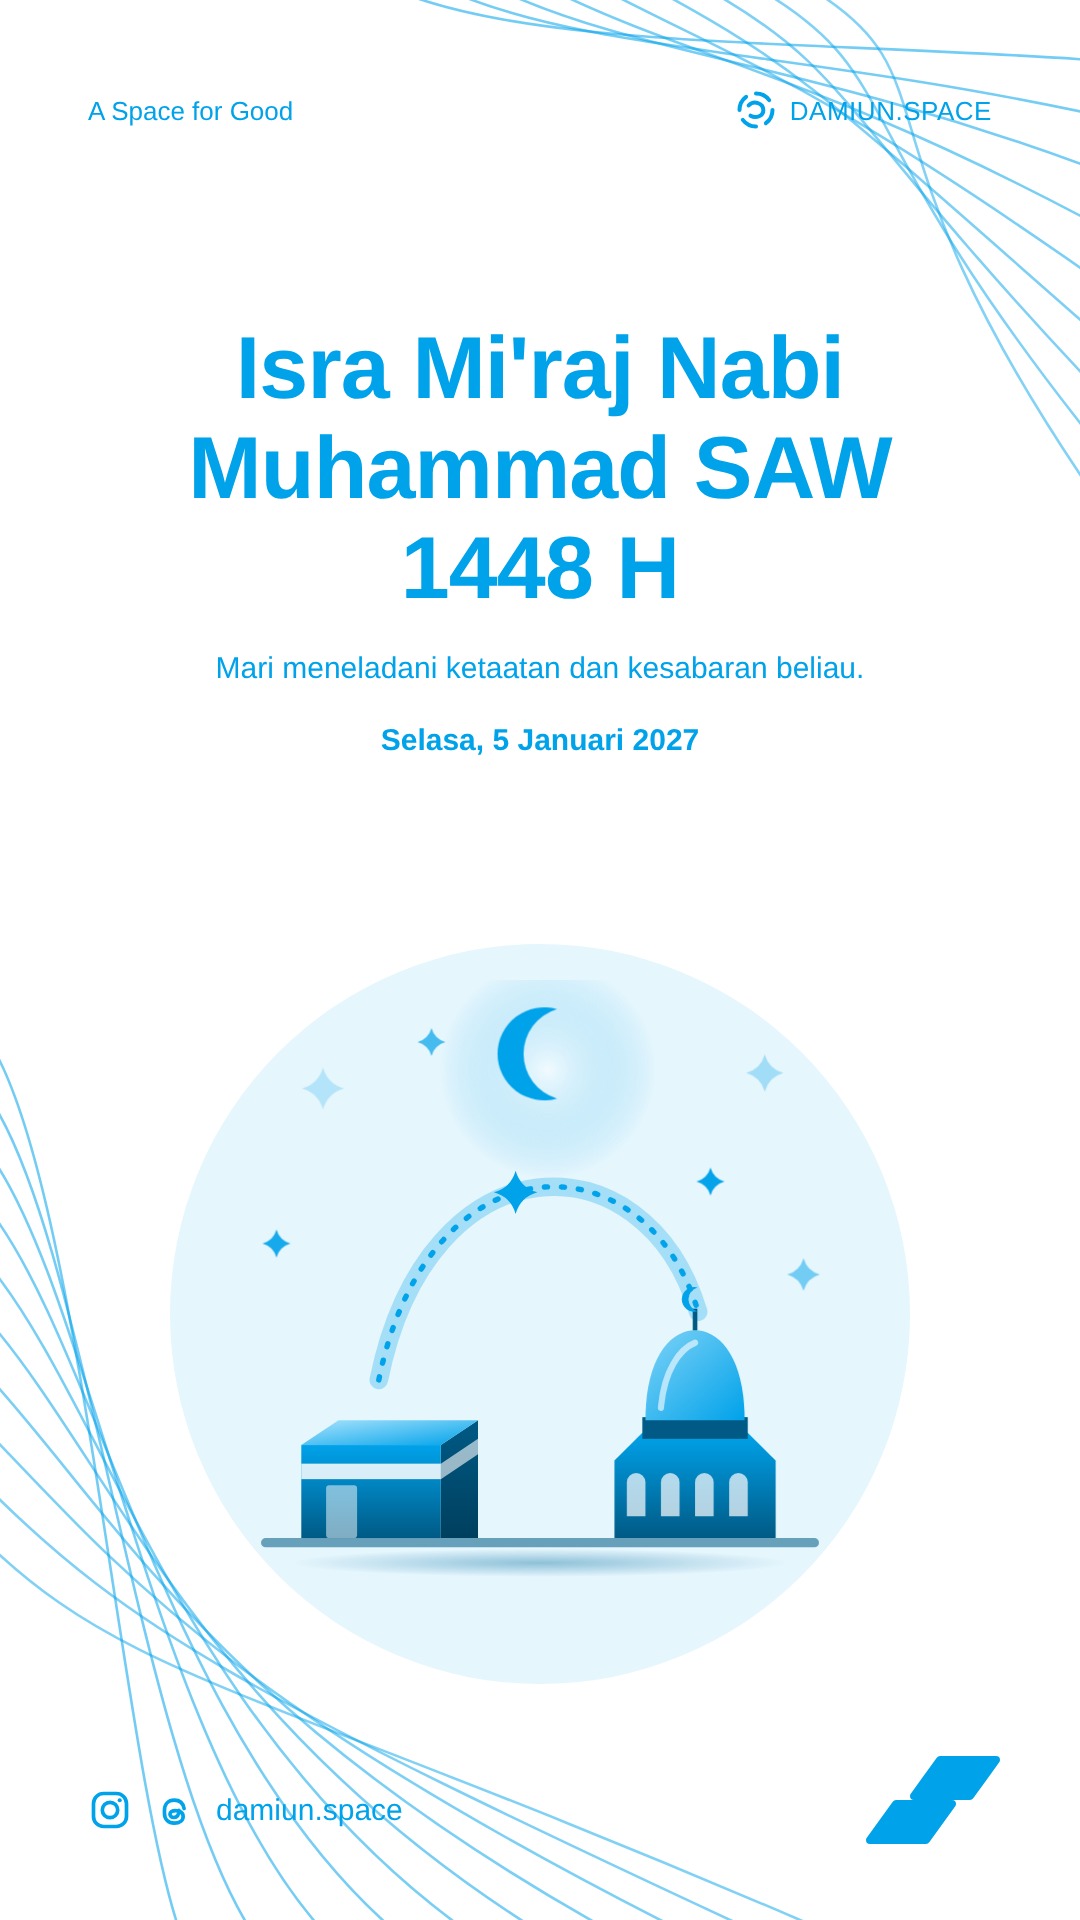 A Space for Good
DAMIUN.SPACE
Isra Mi'raj Nabi
Muhammad SAW
1448 H
Mari meneladani ketaatan dan kesabaran beliau.
Selasa, 5 Januari 2027
damiun.space